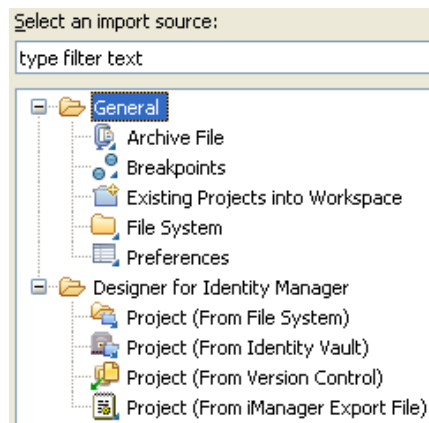 Select an import source:
type filter text
General
Archive File
Breakpoints
Existing Projects into Workspace
File System
Preferences
Designer for Identity Manager
Project (From File System)
Project (From Identity Vault)
Project (From Version Control)
Project (From iManager Export File)